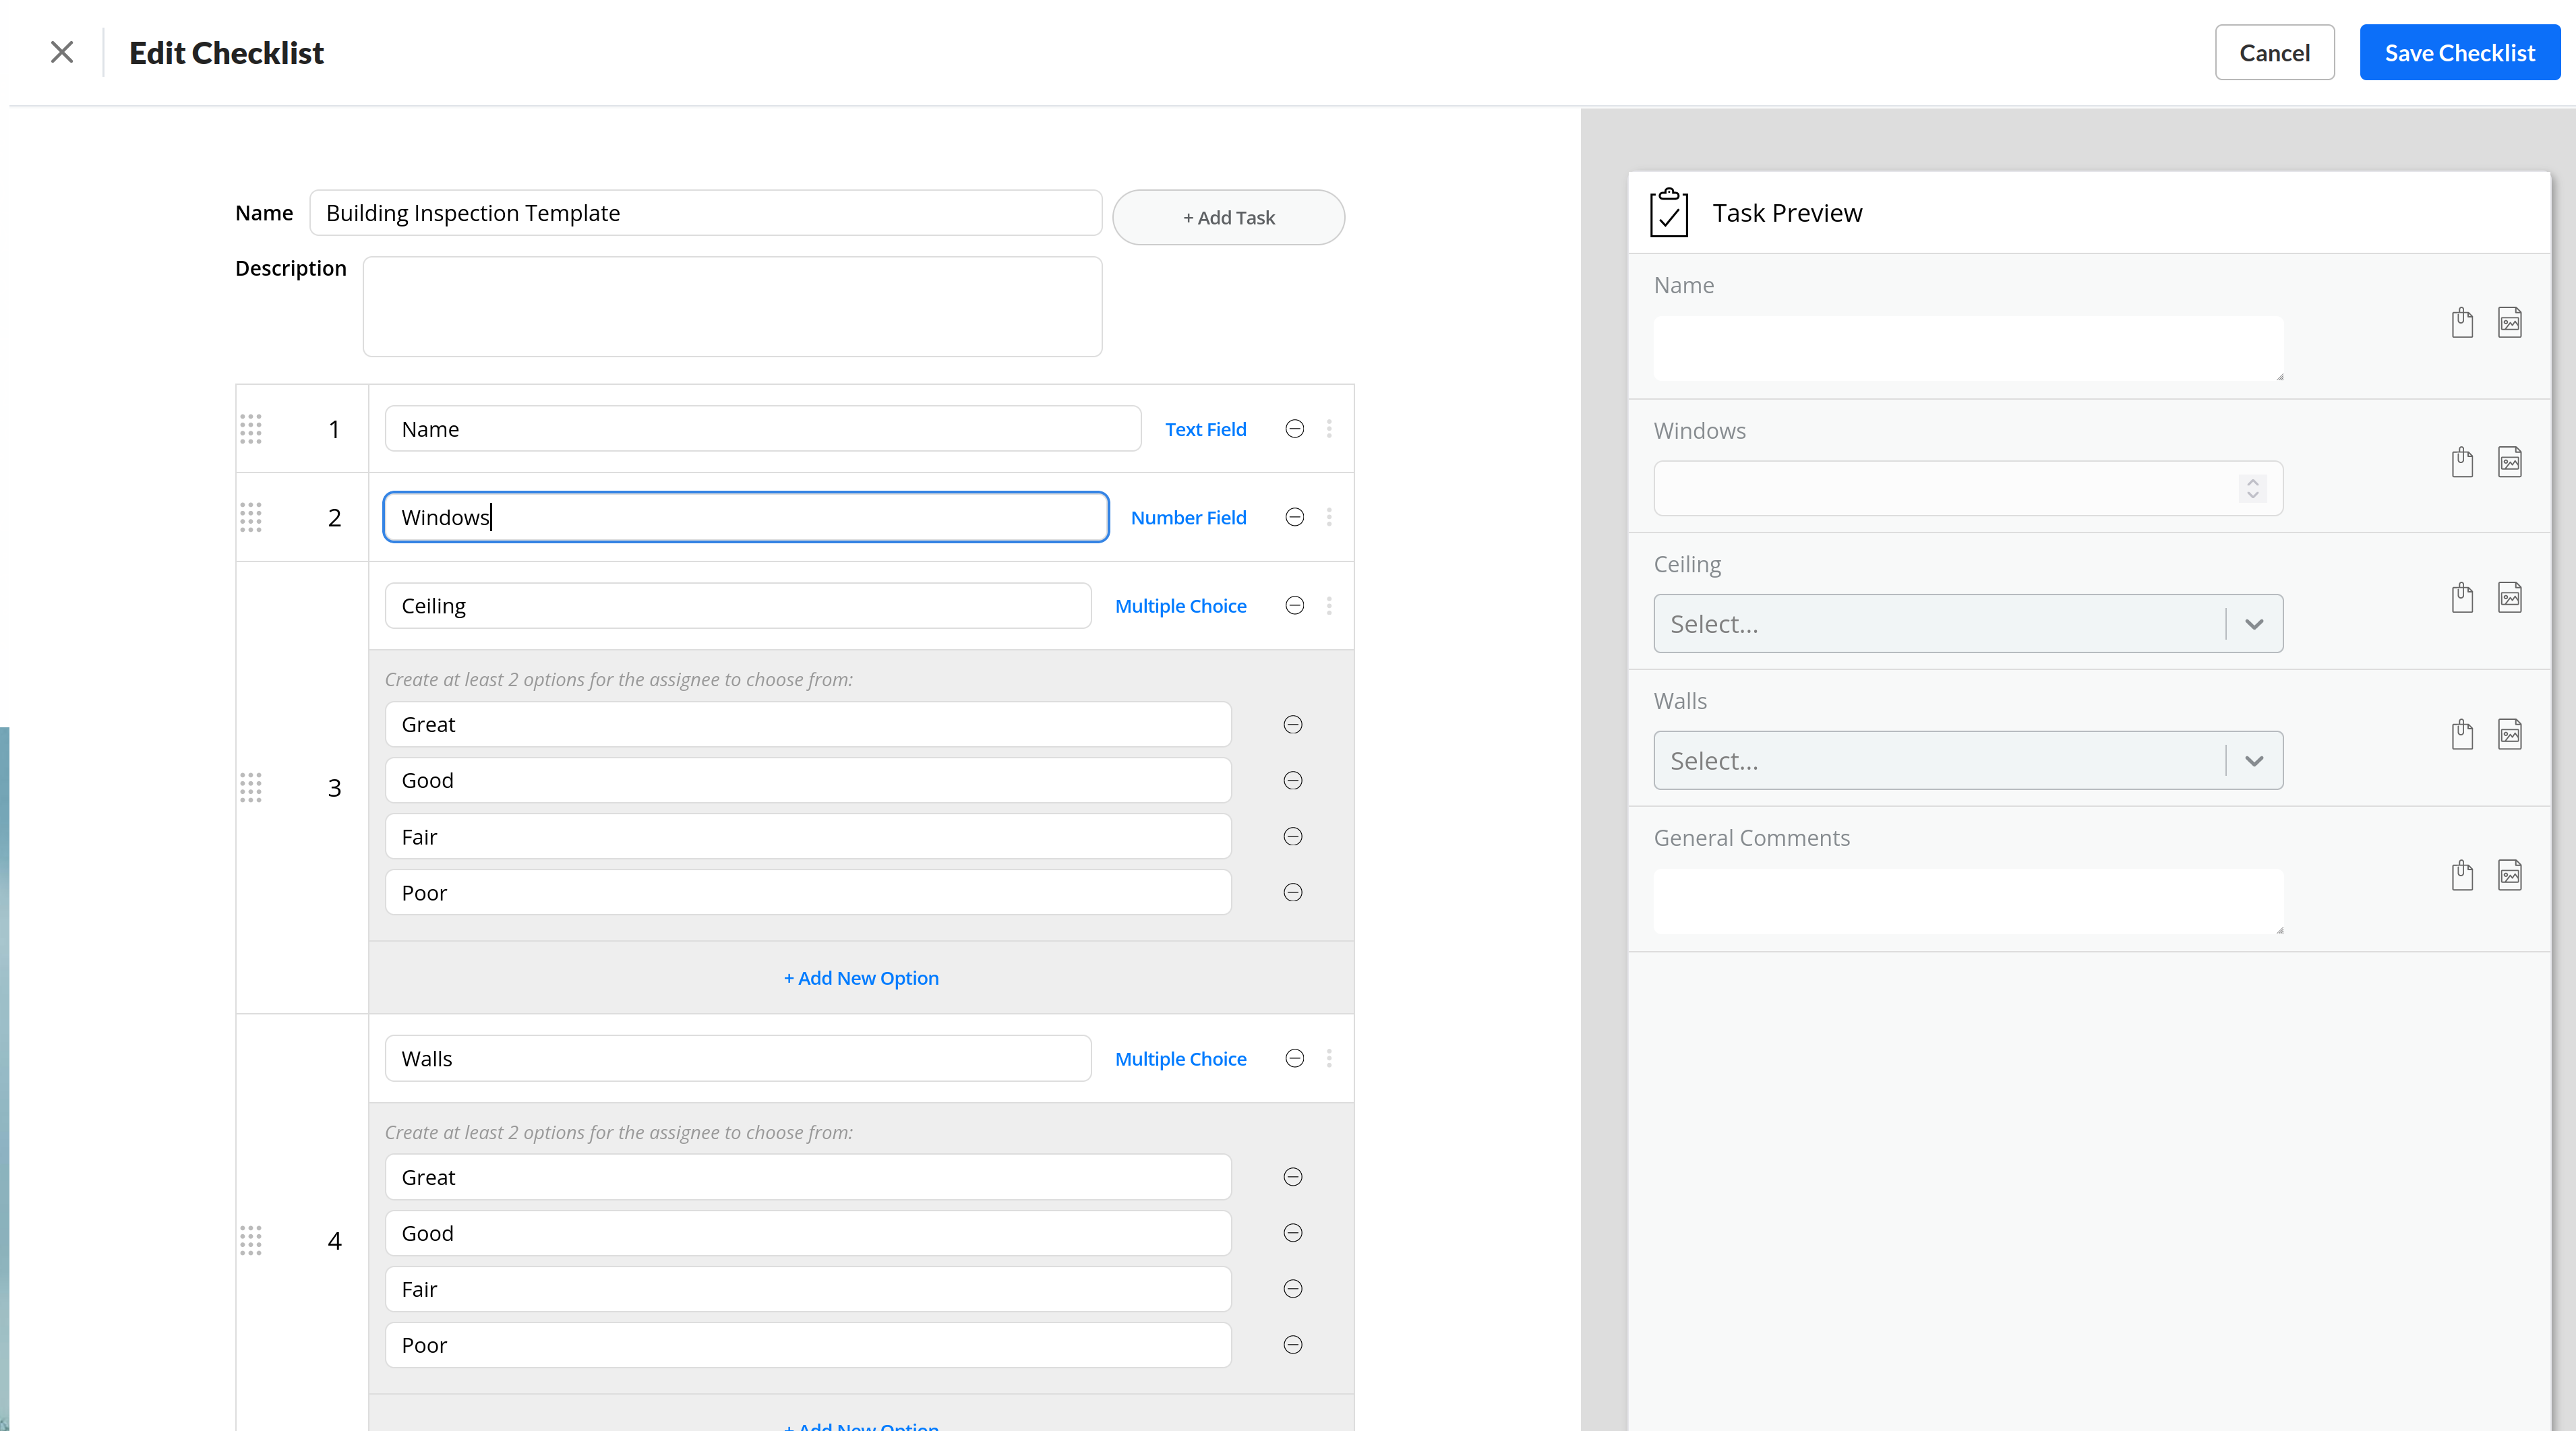 Edit Checklist
Cancel
Save Checklist
Name
Building Inspection Template
+ Add Task
Description
1
Name
Text Field
2
Windows
Number Field
3
Ceiling
Multiple Choice
Create at least 2 options for the assignee to choose from:
Great
Good
Fair
Poor
+ Add New Option
4
Walls
Multiple Choice
Create at least 2 options for the assignee to choose from:
Great
Good
Fair
Poor
+ Add New Option
Task Preview
Name
Windows
Ceiling
Select...
Walls
Select...
General Comments